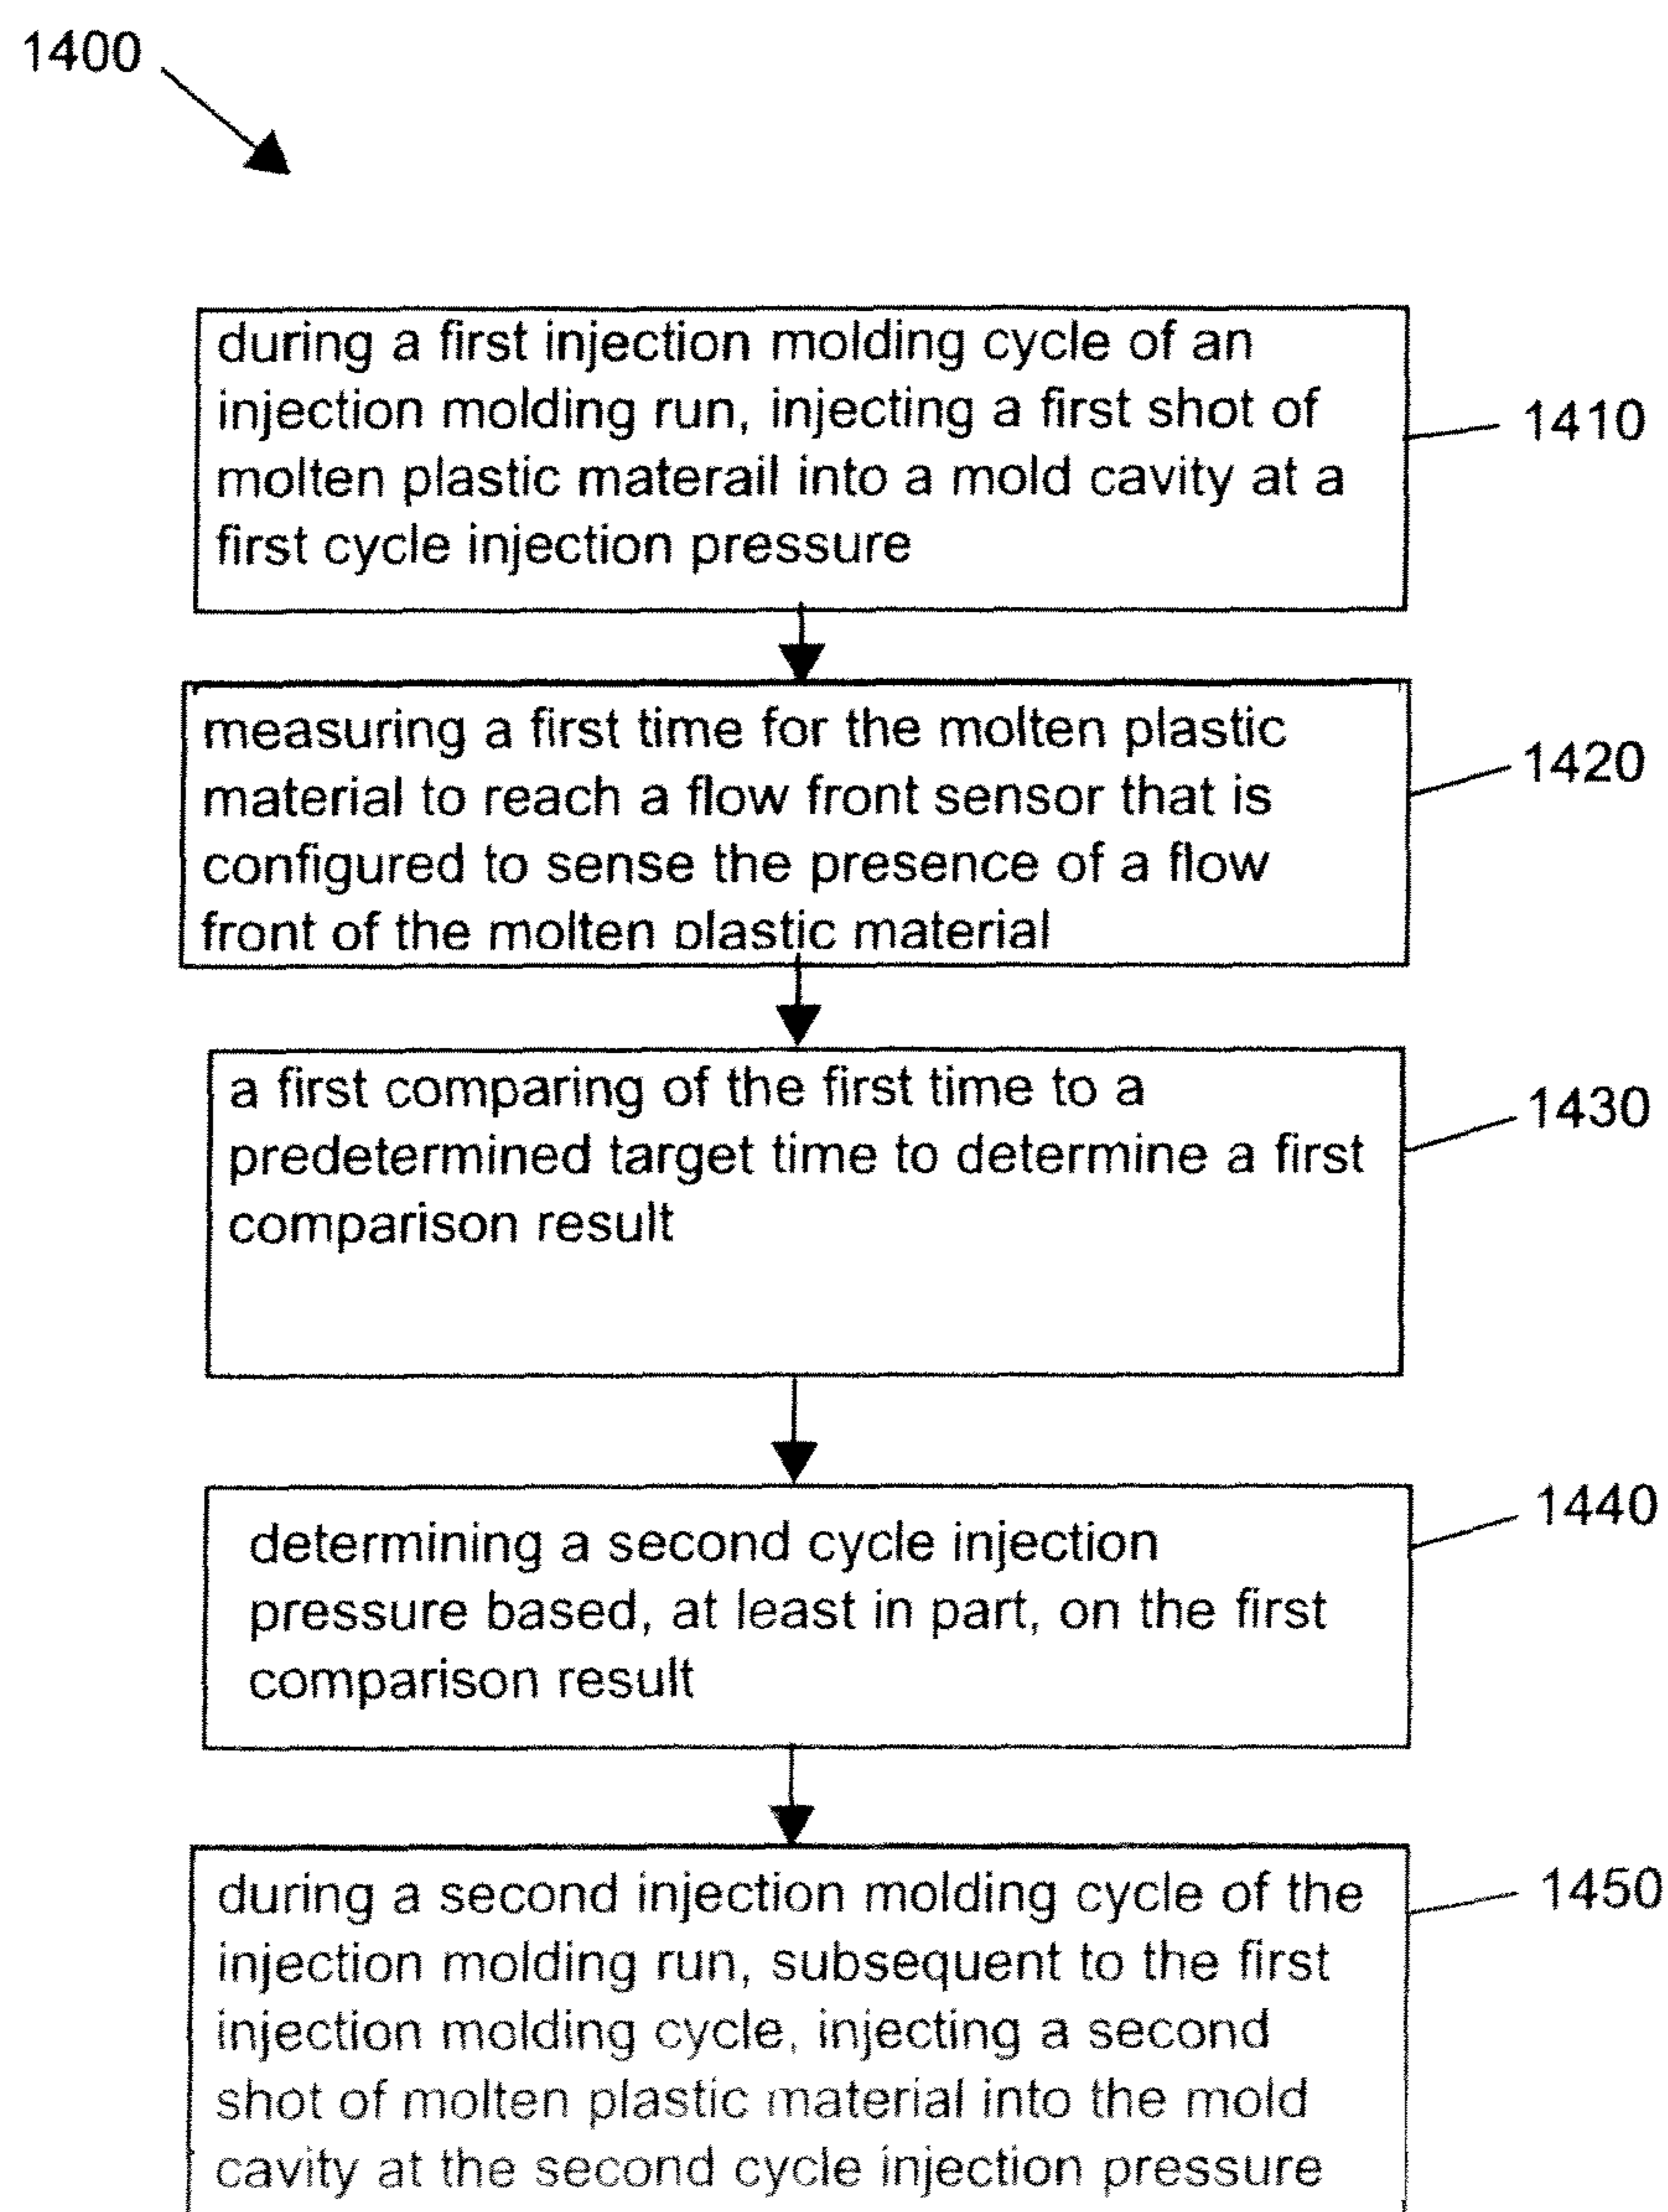 1400
during a first injection molding cycle of an
injection molding run, injecting a first shot of
molten plastic materail into a mold cavity at a
first cycle injection pressure
1410
measuring a first time for the molten plastic
material to reach a flow front sensor that is
configured to sense the presence of a flow
front of the molten plastic material
1420
a first comparing of the first time to a
predetermined target time to determine a first
comparison result
1430
determining a second cycle injection
pressure based, at least in part, on the first
comparison result
1440
during a second injection molding cycle of the
injection molding run, subsequent to the first
injection molding cycle, injecting a second
shot of molten plastic material into the mold
cavity at the second cycle injection pressure
1450